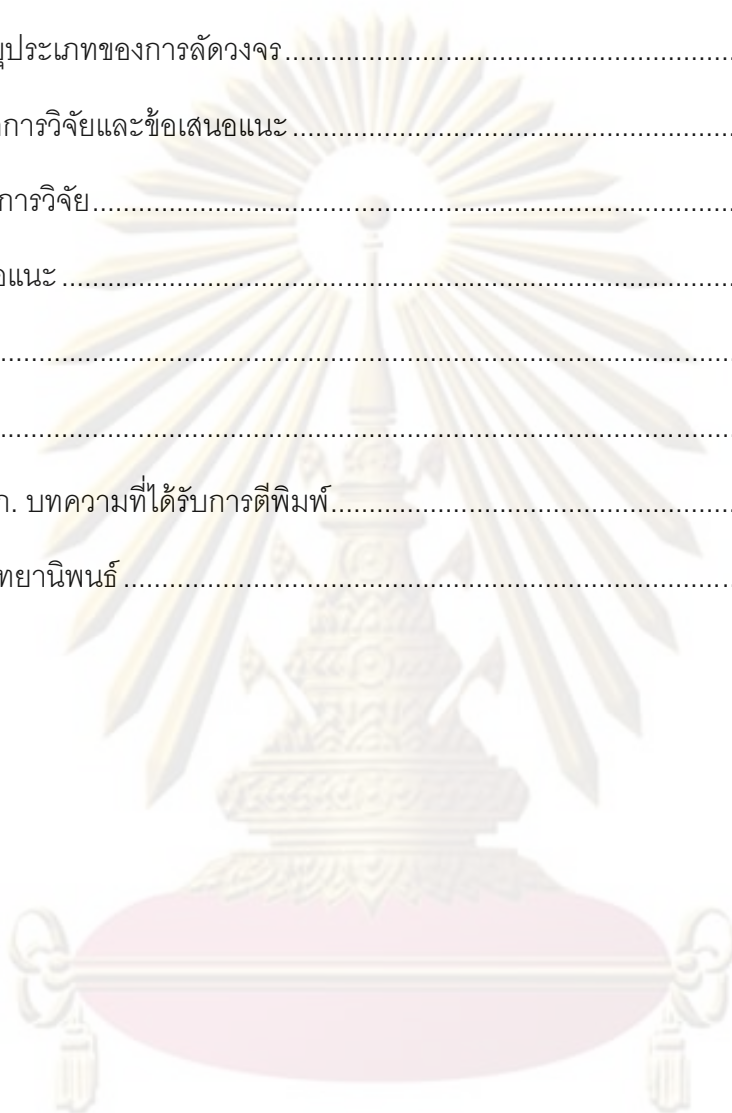 ุประเภทของการลัดวงจร........................................................
การวิจัยและข้อเสนอแนะ........................................................
การวิจัย........................................................
อแนะ........................................................
........................................................
........................................................
ก. บทความที่ได้รับการตีพิมพ์........................................................
ทยานิพนธ์........................................................